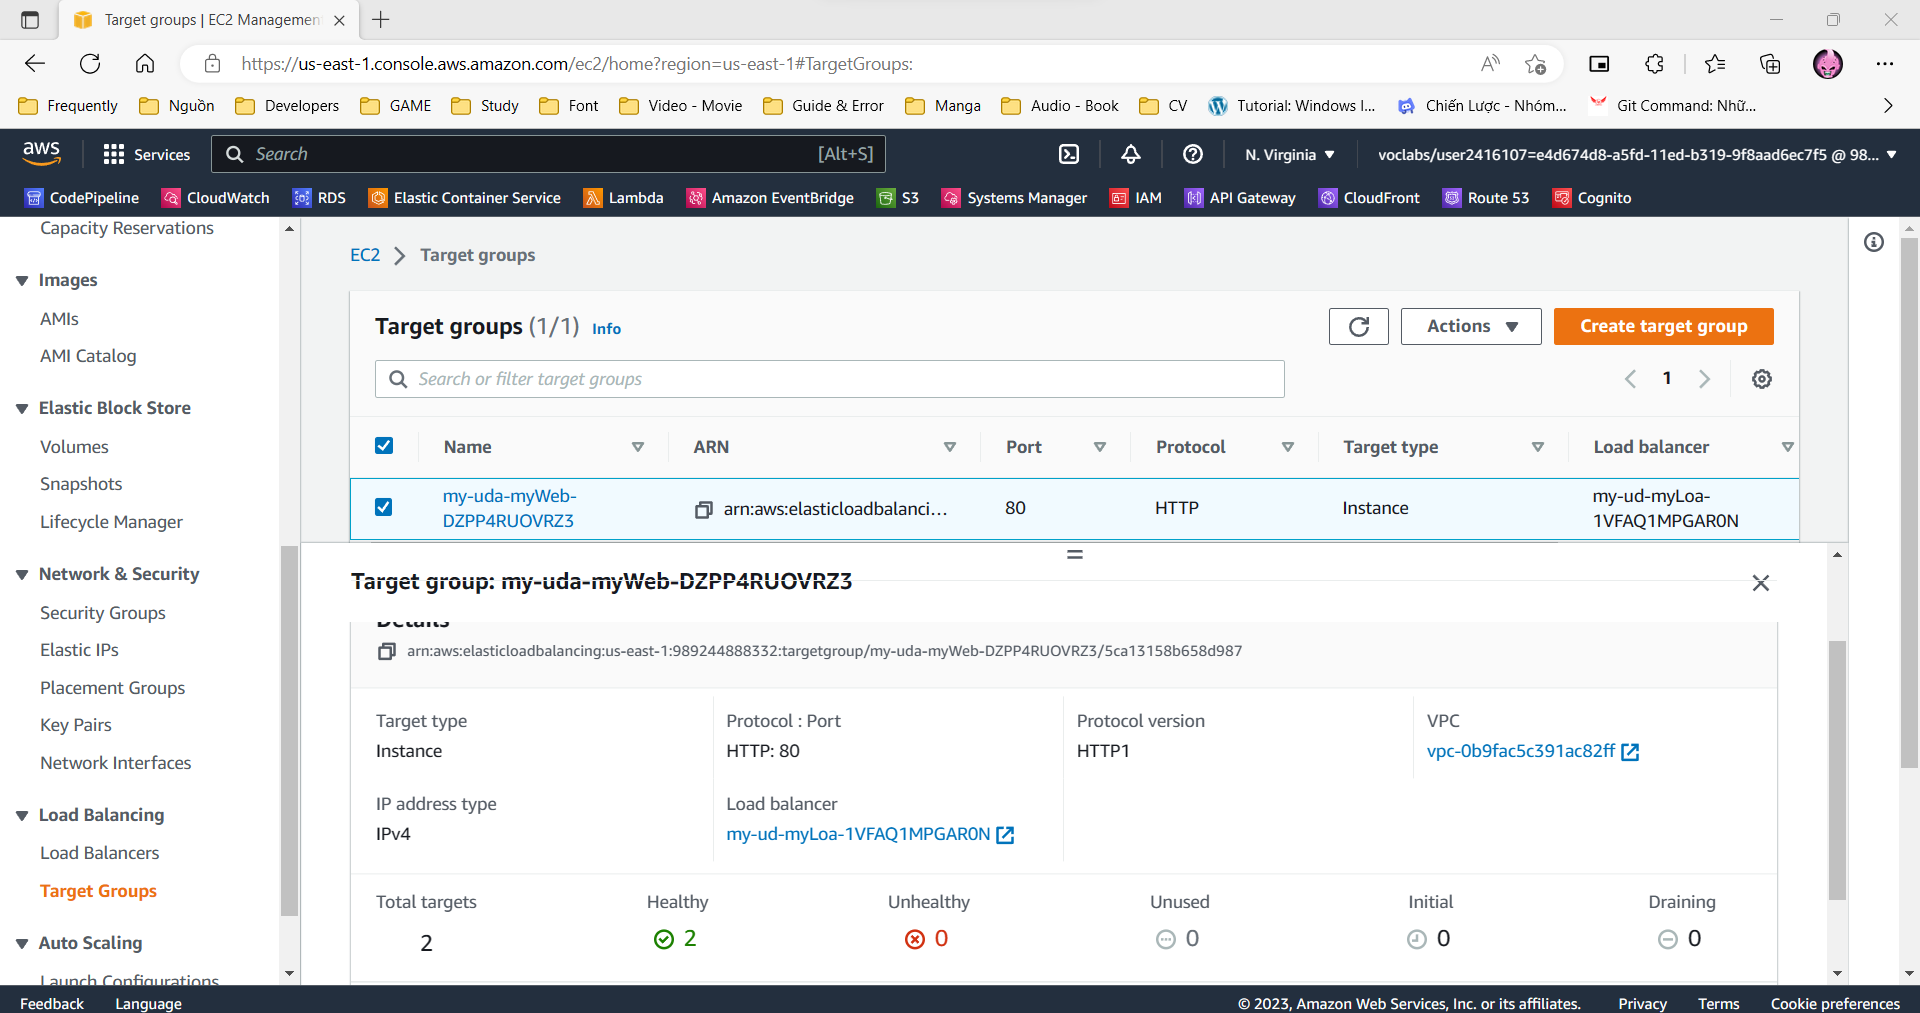 Target groups | EC2 Managemen
https://us-east-1.console.aws.amazon.com/ec2/home?region=us-east-1#TargetGroups:
Frequently
Nguồn
Developers
GAME
Study
Font
Video - Movie
Guide & Error
Manga
Audio - Book
CV
Tutorial: Windows I...
Chiến Lược - Nhóm...
Git Command: Nhữ...
aws
Services
Search
[Alt+S]
N. Virginia
voclabs/user2416107=e4d674d8-a5fd-11ed-b319-9f8aad6ec7f5 @ 98...
CodePipeline
CloudWatch
RDS
Elastic Container Service
Lambda
Amazon EventBridge
S3
Systems Manager
IAM
API Gateway
CloudFront
Route 53
Cognito
Capacity Reservations
Images
AMIs
AMI Catalog
Elastic Block Store
Volumes
Snapshots
Lifecycle Manager
Network & Security
Security Groups
Elastic IPs
Placement Groups
Key Pairs
Network Interfaces
Load Balancing
Load Balancers
Target Groups
Auto Scaling
Launch Configurations
EC2
Target groups
Target groups (1/1) Info
Actions
Create target group
Search or filter target groups
1
Name
ARN
Port
Protocol
Target type
Load balancer
my-uda-myWeb-
DZPP4RUOVRZ3
arn:aws:elasticloadbalanci...
80
HTTP
Instance
my-ud-myLoa-
1VFAQ1MPGAR0N
Target group: my-uda-myWeb-DZPP4RUOVRZ3
Details
arn:aws:elasticloadbalancing:us-east-1:989244888332:targetgroup/my-uda-myWeb-DZPP4RUOVRZ3/5ca13158b658d987
Target type
Instance
Protocol : Port
HTTP: 80
Protocol version
HTTP1
VPC
vpc-0b9fac5c391ac82ff
IP address type
IPv4
Load balancer
my-ud-myLoa-1VFAQ1MPGAR0N
Total targets
2
Healthy
2
Unhealthy
0
Unused
0
Initial
0
Draining
0
Feedback
Language
© 2023, Amazon Web Services, Inc. or its affiliates.
Privacy
Terms
Cookie preferences